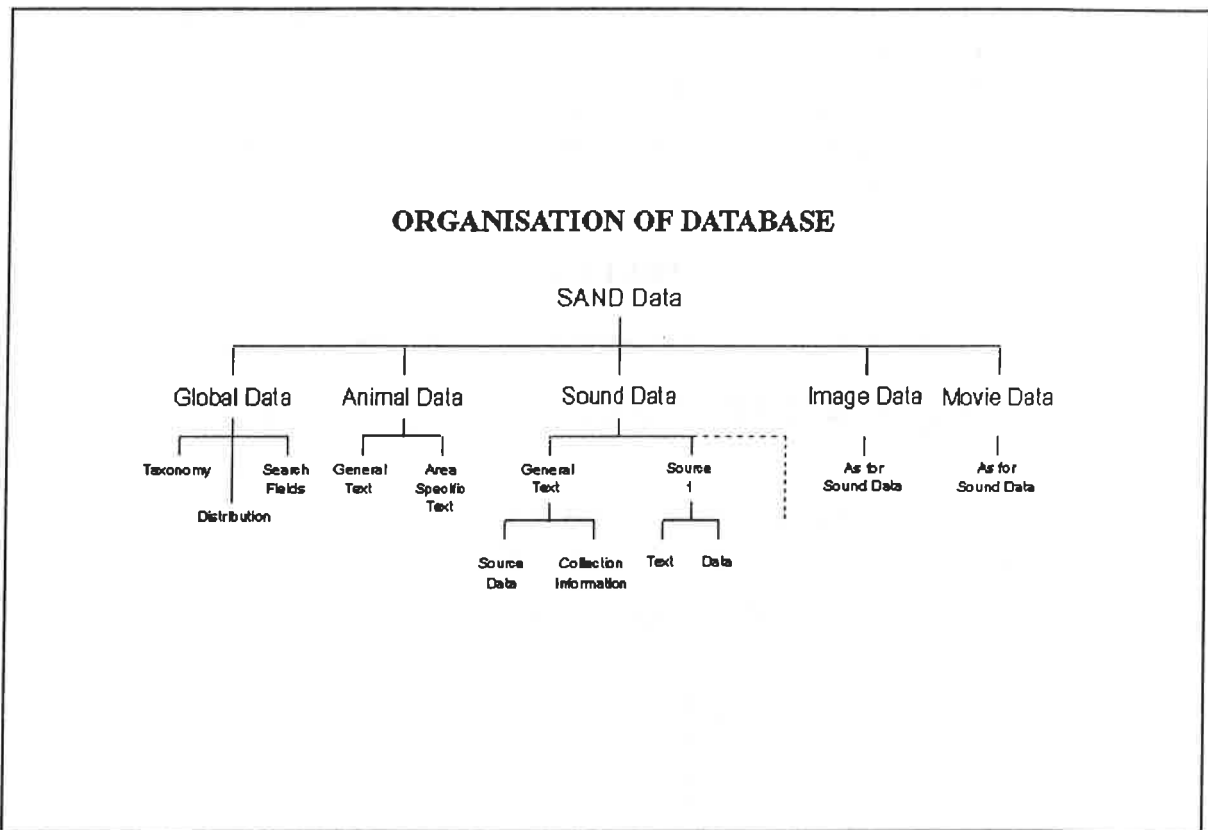 ORGANISATION OF DATABASE
SAND Data
Global Data
Animal Data
Sound Data
Image Data
Movie Data
Taxonomy
Search
Fields
Distribution
General
Text
Area
Specific
Text
General
Text
Source
1
As for
Sound Data
As for
Sound Data
Source
Data
Collection
Information
Text
Data